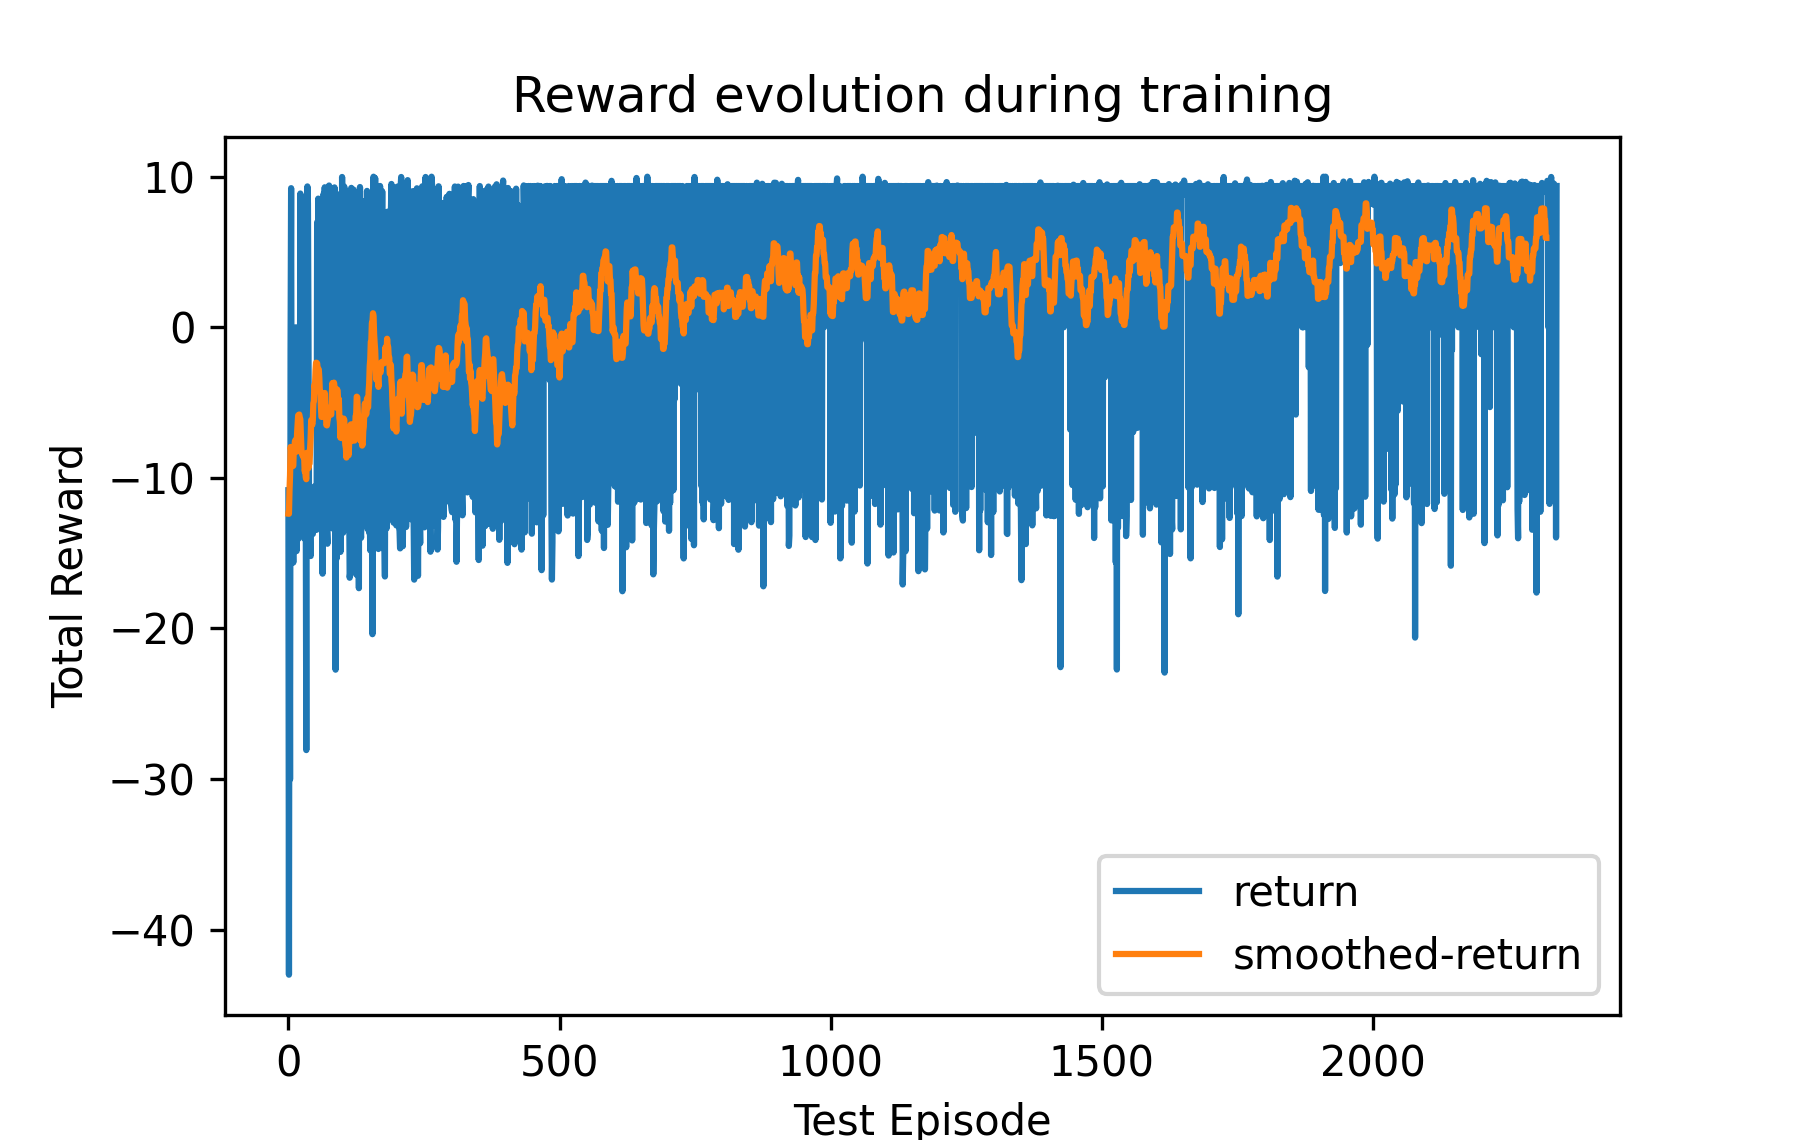 Reward evolution during training
Total Reward
10
0
−10
−20
−30
−40
0
500
1000
1500
2000
Test Episode
return
smoothed-return